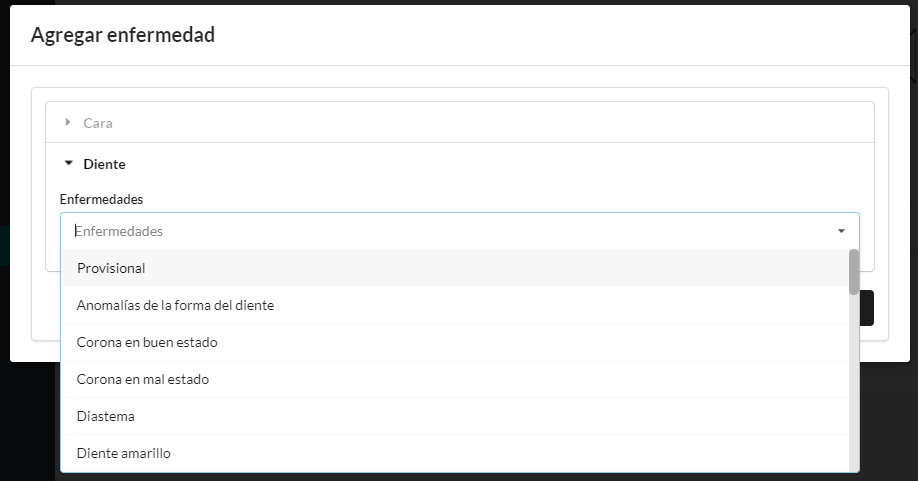 Agregar enfermedad
Cara
Diente
Enfermedades
Enfermedades
Provisional
Anomalías de la forma del diente
Corona en buen estado
Corona en mal estado
Diastema
Diente amarillo